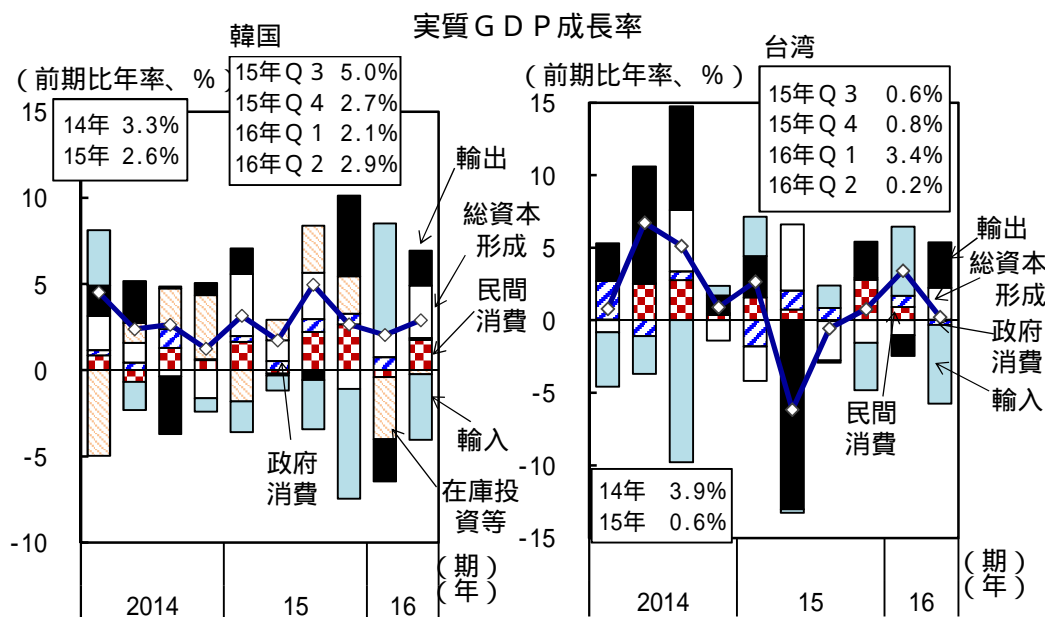 実質ＧＤＰ成長率
韓国
（前期比年率、％）
15年Ｑ3 5.0%
15年Ｑ4 2.7%
16年Ｑ1 2.1%
16年Ｑ2 2.9%
14年 3.3%
15年 2.6%
15
10
5
0
-5
-10
輸出
総資本
形成
民間
消費
輸入
政府
消費
在庫投
資等
（期）
（年）
2014
15
16
台湾
（前期比年率、％）
15年Ｑ3 0.6%
15年Ｑ4 0.8%
16年Ｑ1 3.4%
16年Ｑ2 0.2%
15
10
5
0
-5
-10
-15
輸出
総資本
形成
政府
消費
輸入
民間
消費
14年 3.9%
15年 0.6%
（期）
（年）
2014
15
16